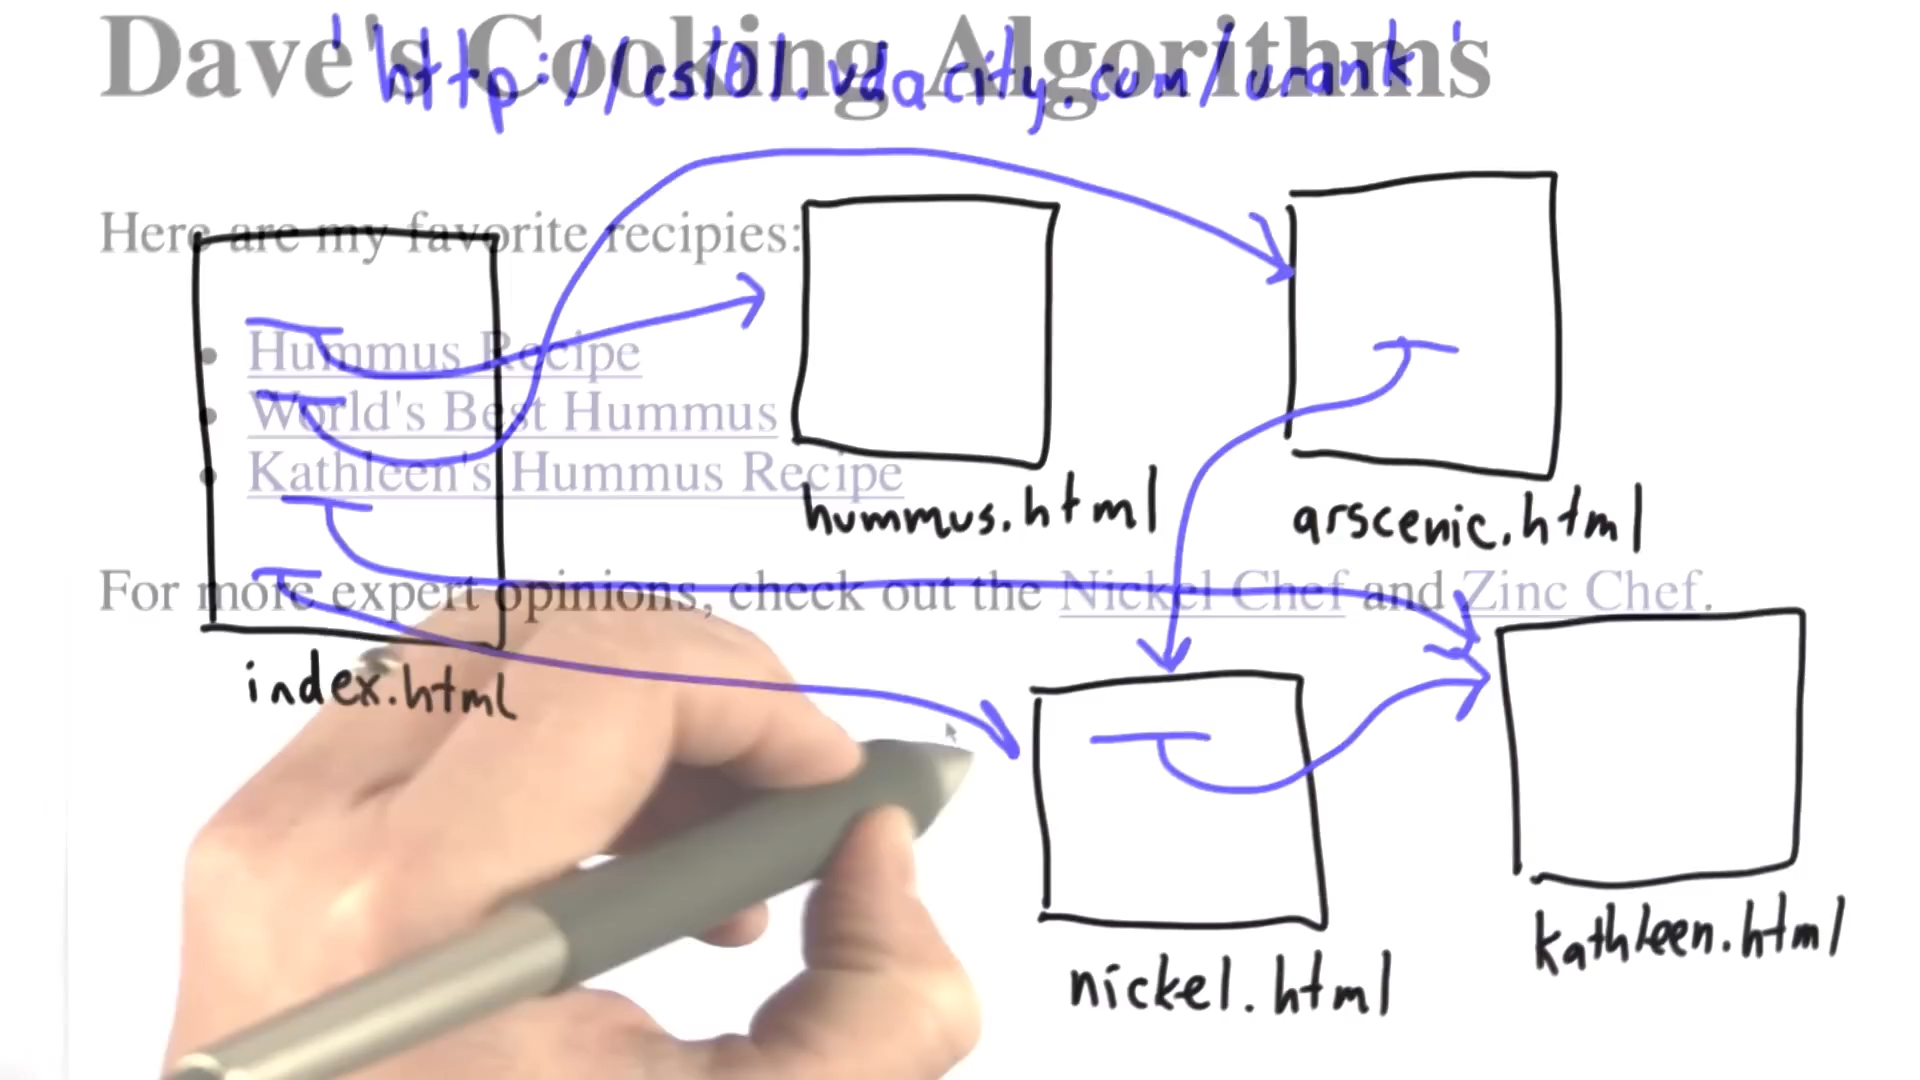 Dave's Cooking Algorithms
'http://cs101.udacity.com/urank'
Here are my favorite recipies:
Hummus Recipe
World's Best Hummus
Kathleen's Hummus Recipe
hummus.html
arscenic.html
For more expert opinions, check out the Nickel Chef and Zinc Chef.
index.html
kathleen.html
nickel.html